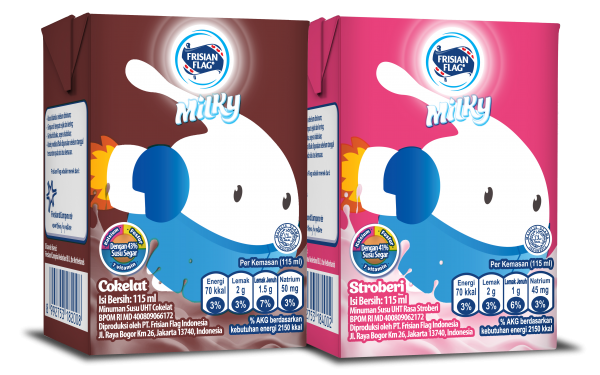 FRISIAN
FLAG
Milky
Dengan 43%
Susu Segar
Cokelat
Isi Bersih: 115 ml
Minuman Susu UHT Cokelat
BPOM RI MD 400809066172
Diproduksi oleh PT. Frisian Flag Indonesia
Jl. Raya Bogor Km 26, Jakarta 13740, Indonesia
Per Kemasan (115 ml)
Energi
70 kkal
3%
Lemak
2 g
3%
Lemak Jenuh
1.5 g
7%
Natrium
50 mg
3%
% AKG berdasarkan
kebutuhan energi 2150 kkal
FRISIAN
FLAG
Milky
Dengan 41%
Susu Segar
Stroberi
Isi Bersih: 115 ml
Minuman Susu UHT Rasa Stroberi
BPOM RI MD 400809062172
Diproduksi oleh PT. Frisian Flag Indonesia
Jl. Raya Bogor Km 26, Jakarta 13740, Indonesia
Per Kemasan (115 ml)
Energi
70 kkal
3%
Lemak
2 g
3%
Lemak Jenuh
1 g
6%
Natrium
45 mg
3%
% AKG berdasarkan
kebutuhan energi 2150 kkal